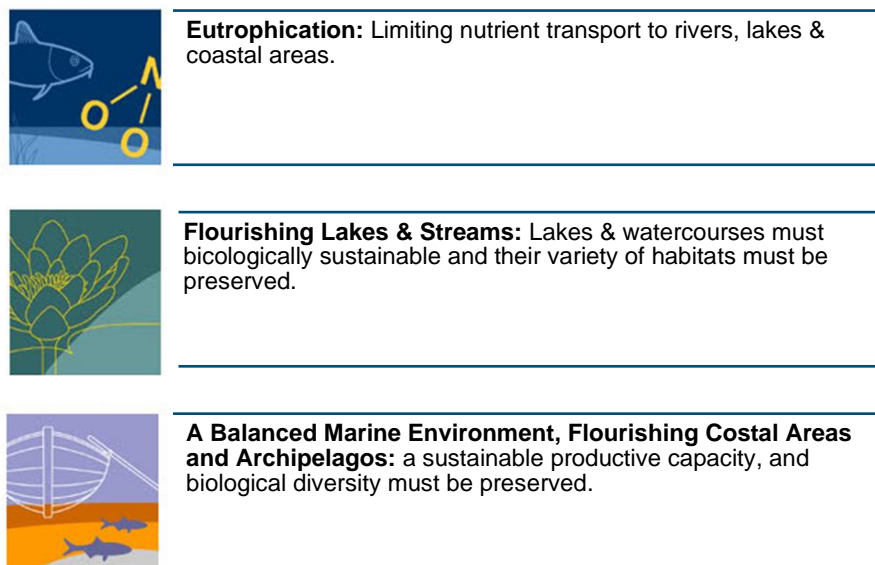 Eutrophication: Limiting nutrient transport to rivers, lakes &
coastal areas.
N
O
O
Flourishing Lakes & Streams: Lakes & watercourses must
bicologically sustainable and their variety of habitats must be
preserved.
A Balanced Marine Environment, Flourishing Costal Areas
and Archipelagos: a sustainable productive capacity, and
biological diversity must be preserved.